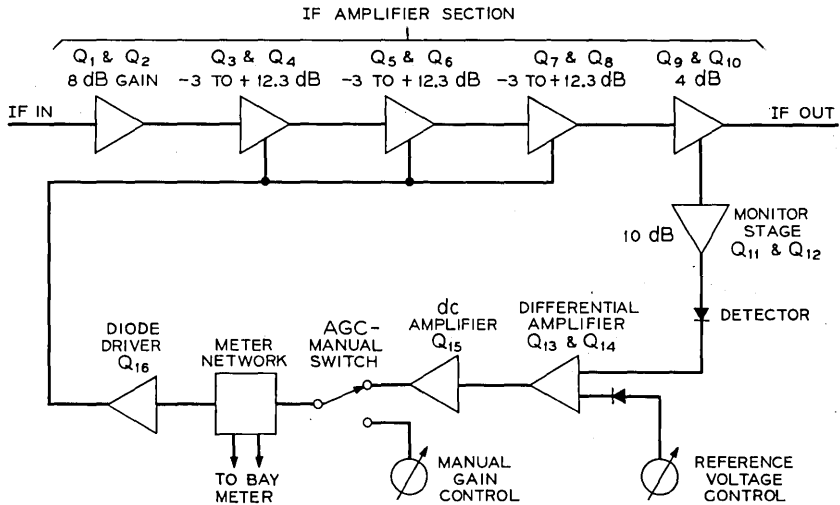 IF AMPLIFIER SECTION
Q1 & Q2
8 dB GAIN
Q3 & Q4
-3 TO +12.3 dB
Q5 & Q6
-3 TO +12.3 dB
Q7 & Q8
-3 TO +12.3 dB
Q9 & Q10
4 dB
IF IN
IF OUT
10 dB
MONITOR
STAGE
Q11 & Q12
DETECTOR
DIODE
DRIVER
Q16
METER
NETWORK
AGC-
MANUAL
SWITCH
dc
AMPLIFIER
Q15
DIFFERENTIAL
AMPLIFIER
Q13 & Q14
TO BAY
METER
MANUAL
GAIN
CONTROL
REFERENCE
VOLTAGE
CONTROL